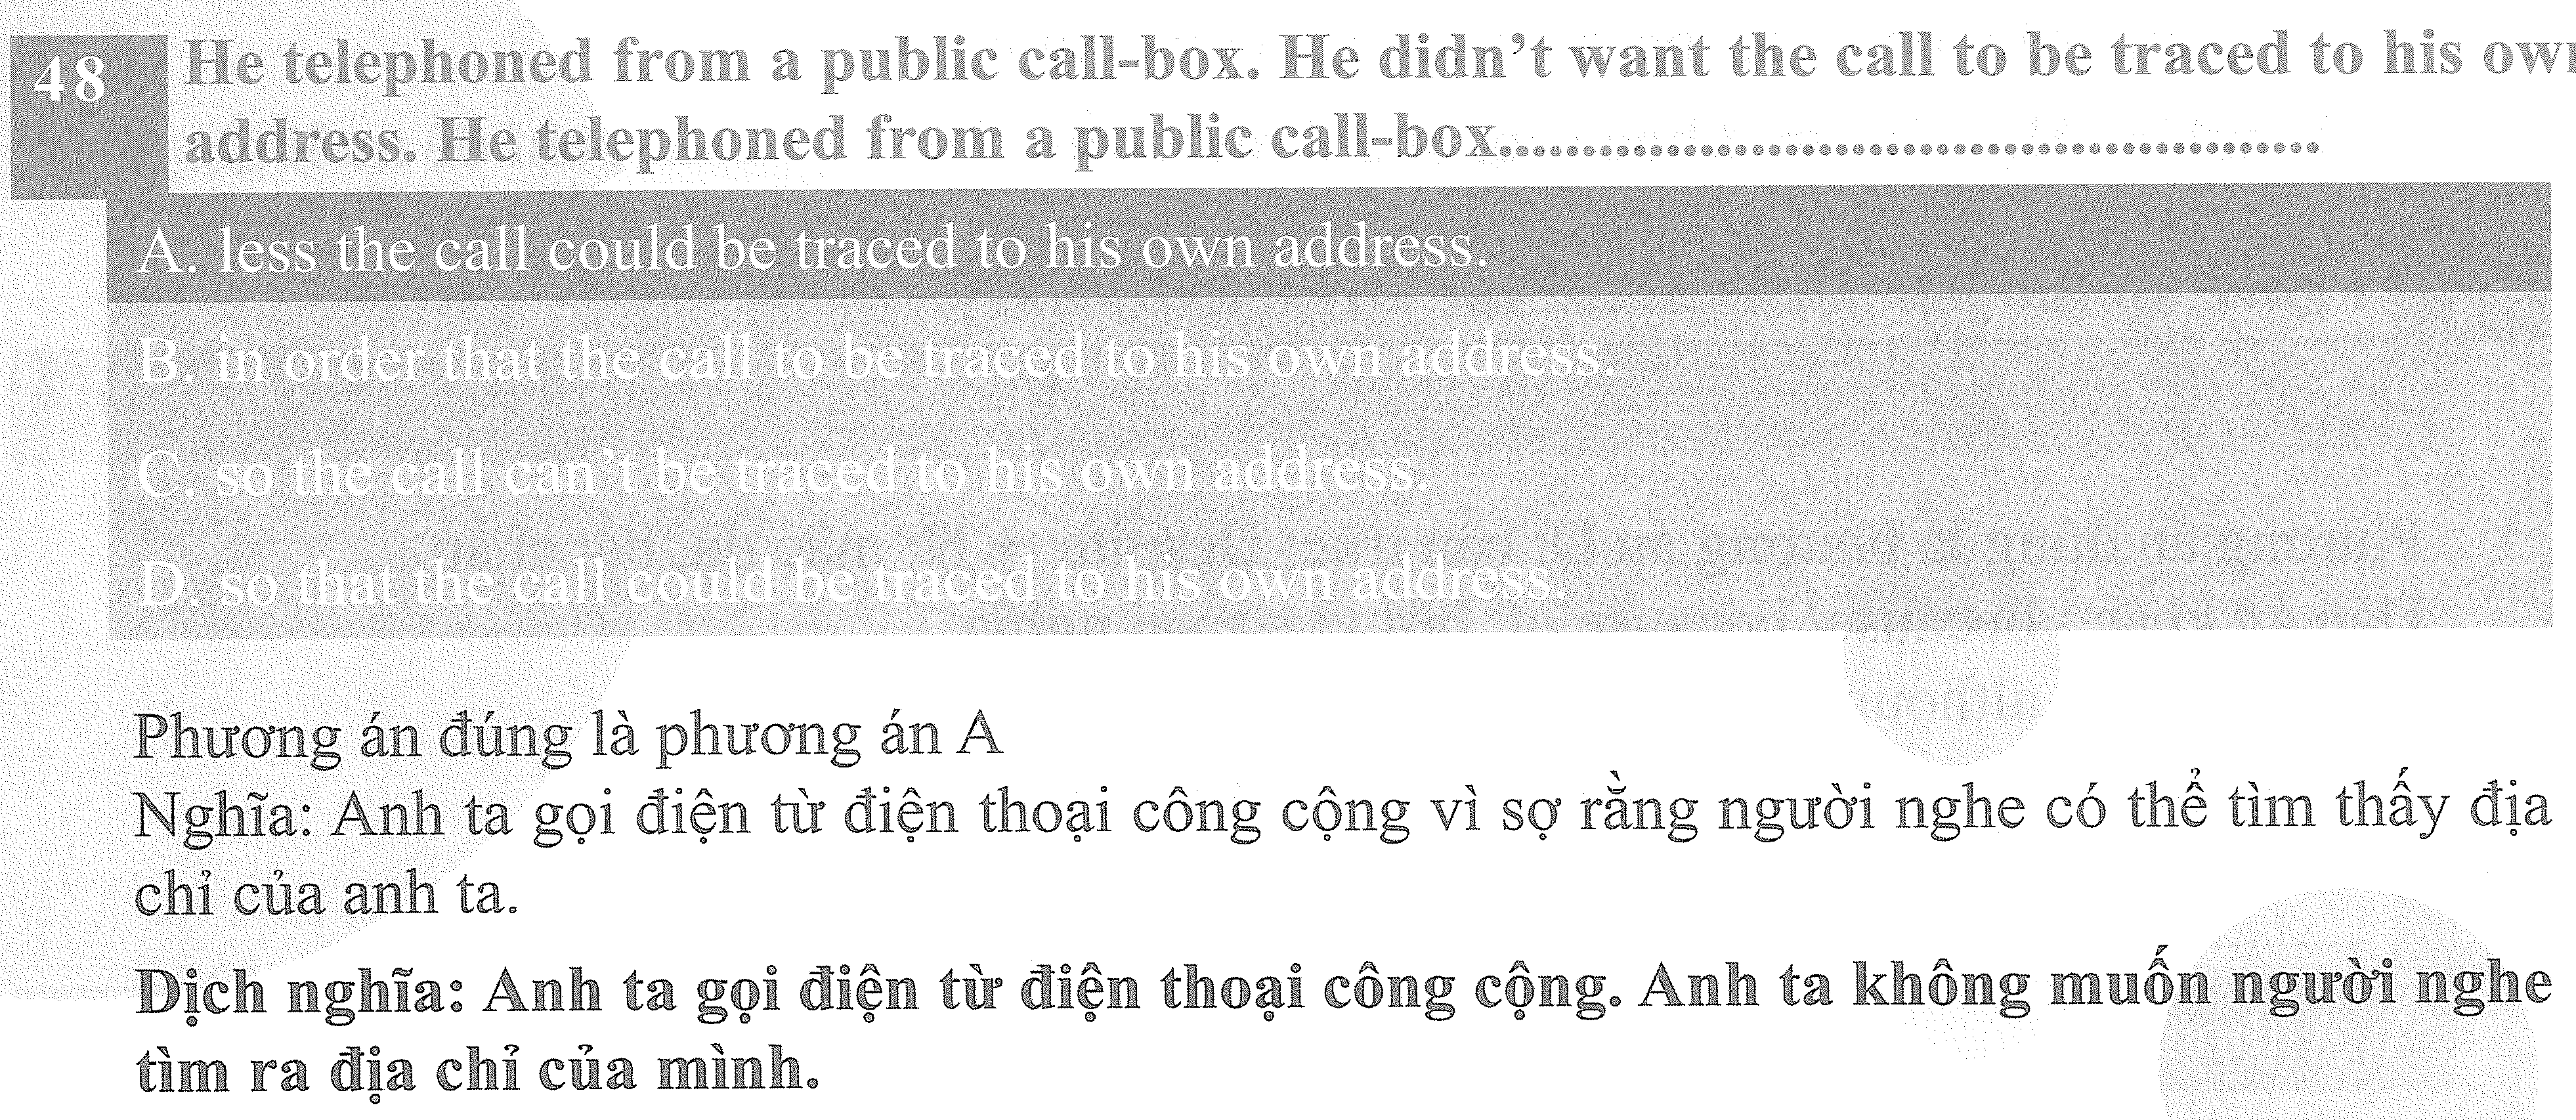 48
He telephoned from a public call-box. He didn't want the call to be traced to his own
address. He telephoned from a public call-box..................................................
A. less the call could be traced to his own address.
B. in order that the call to be traced to his own address.
C. so the call can't be traced to his own address.
D. so that the call could be traced to his own address.
Phương án đúng là phương án A
Nghĩa: Anh ta gọi điện từ điện thoại công cộng vì sợ rằng người nghe có thể tìm thấy địa
chỉ của anh ta.
Dịch nghĩa: Anh ta gọi điện từ điện thoại công cộng. Anh ta không muốn người nghe
tìm ra địa chỉ của mình.